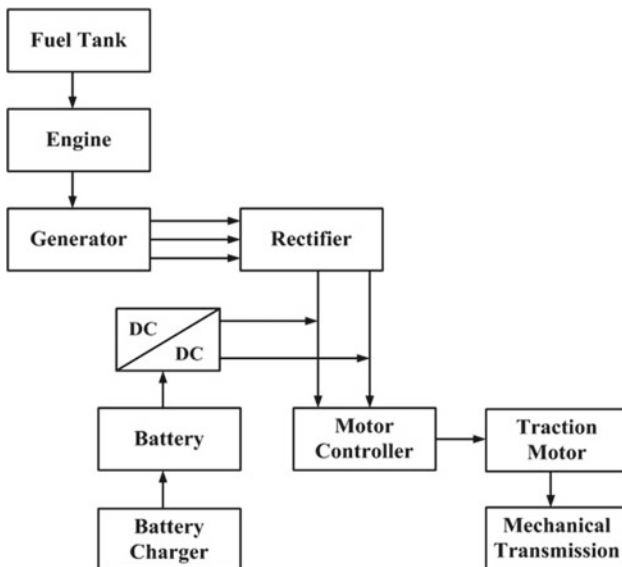 Fuel Tank
Engine
Generator
Rectifier
DC
DC
Battery
Motor
Controller
Traction
Motor
Battery
Charger
Mechanical
Transmission